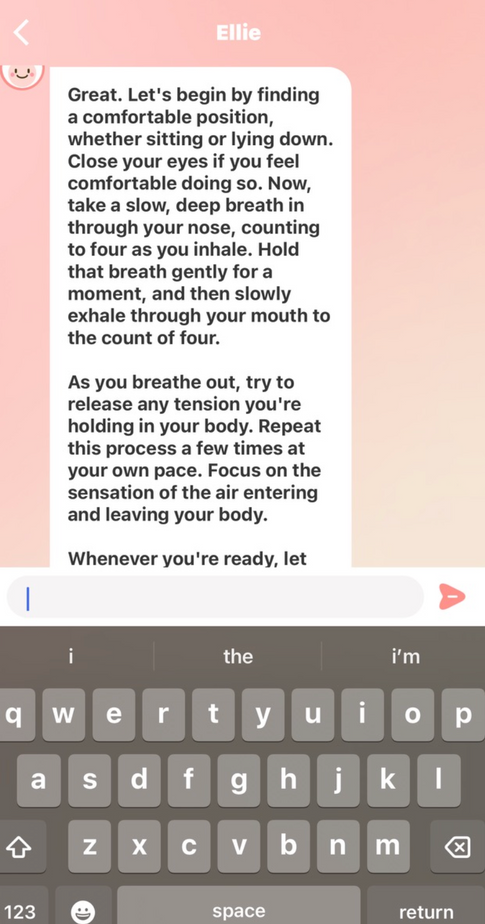 Ellie
Great. Let's begin by finding
a comfortable position,
whether sitting or lying down.
Close your eyes if you feel
comfortable doing so. Now,
take a slow, deep breath in
through your nose, counting
to four as you inhale. Hold
that breath gently for a
moment, and then slowly
exhale through your mouth to
the count of four.
As you breathe out, try to
release any tension you're
holding in your body. Repeat
this process a few times at
your own pace. Focus on the
sensation of the air entering
and leaving your body.
Whenever you're ready, let
i the i'm
q w e r t y u i o p
a s d f g h j k l
z x c v b n m
123 space return